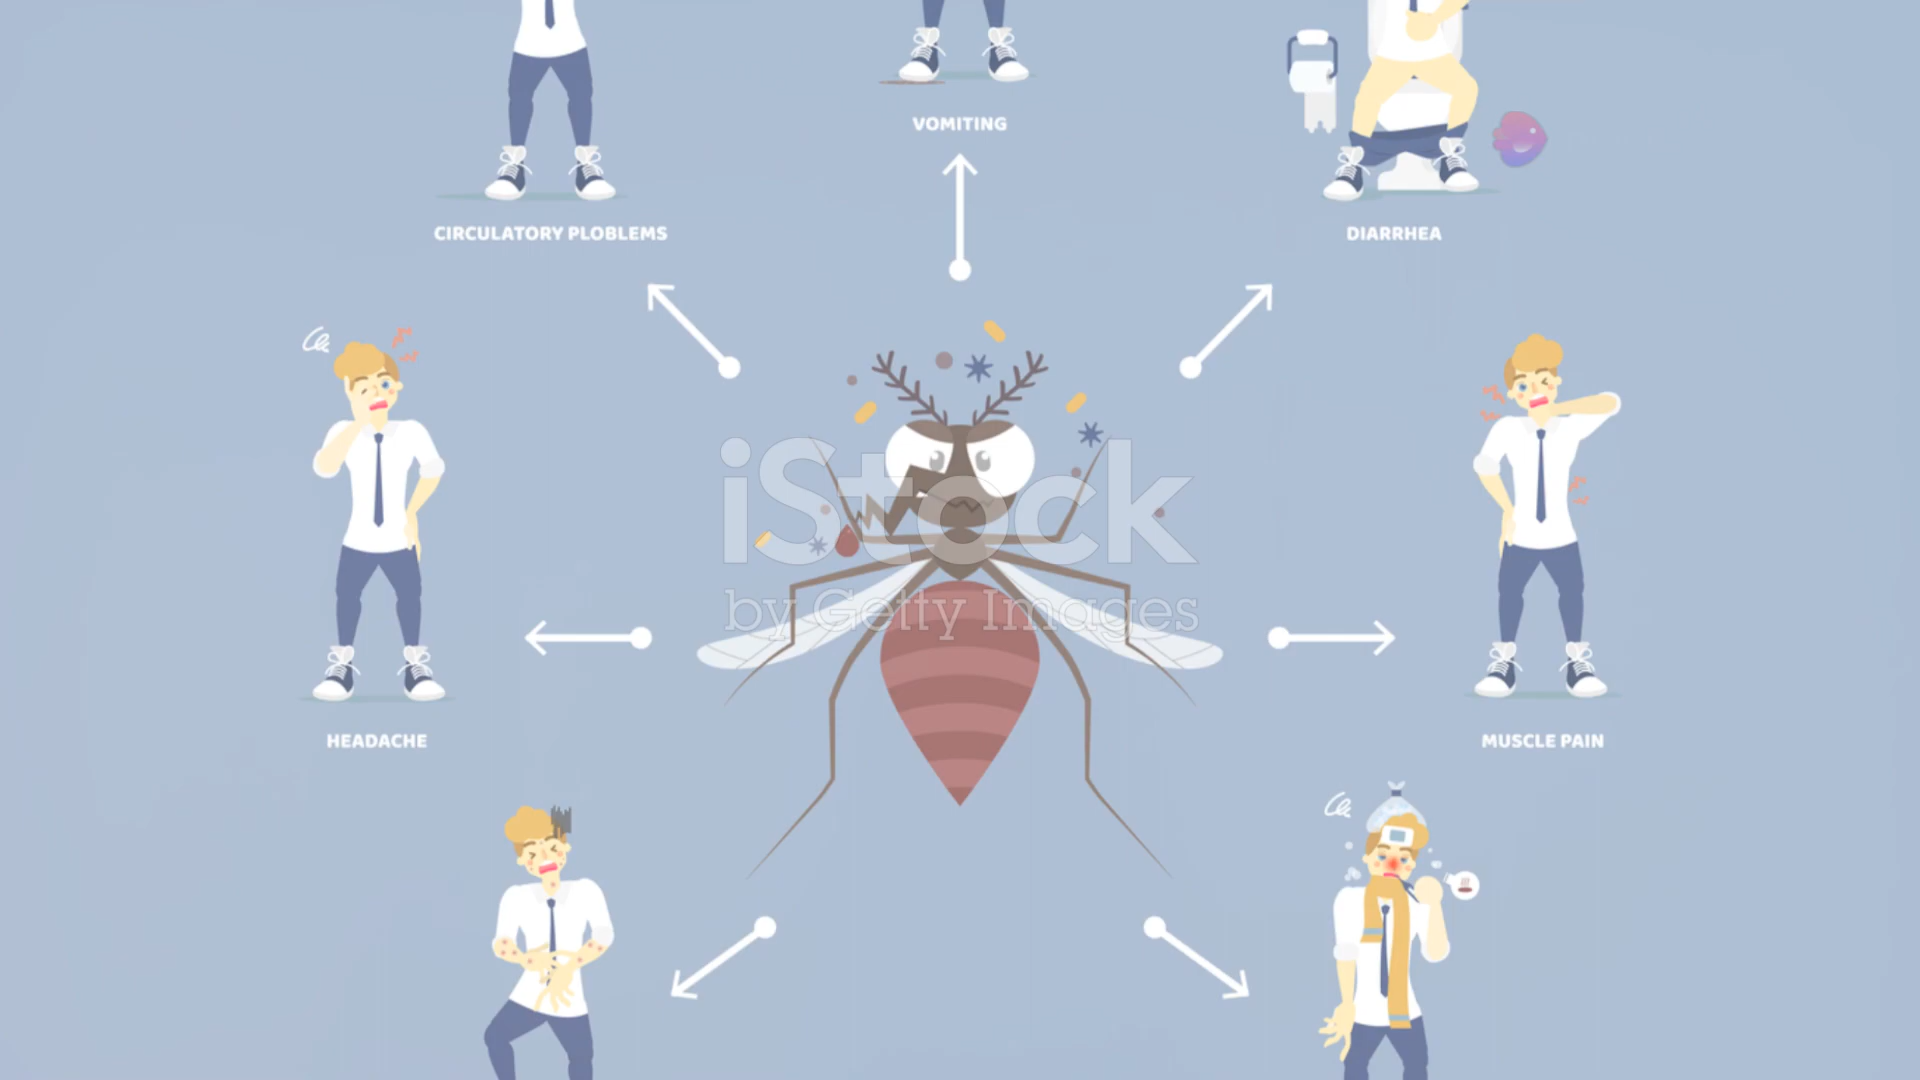 VOMITING
CIRCULATORY PLOBLEMS
DIARRHEA
iStock
by Getty Images
HEADACHE
MUSCLE PAIN